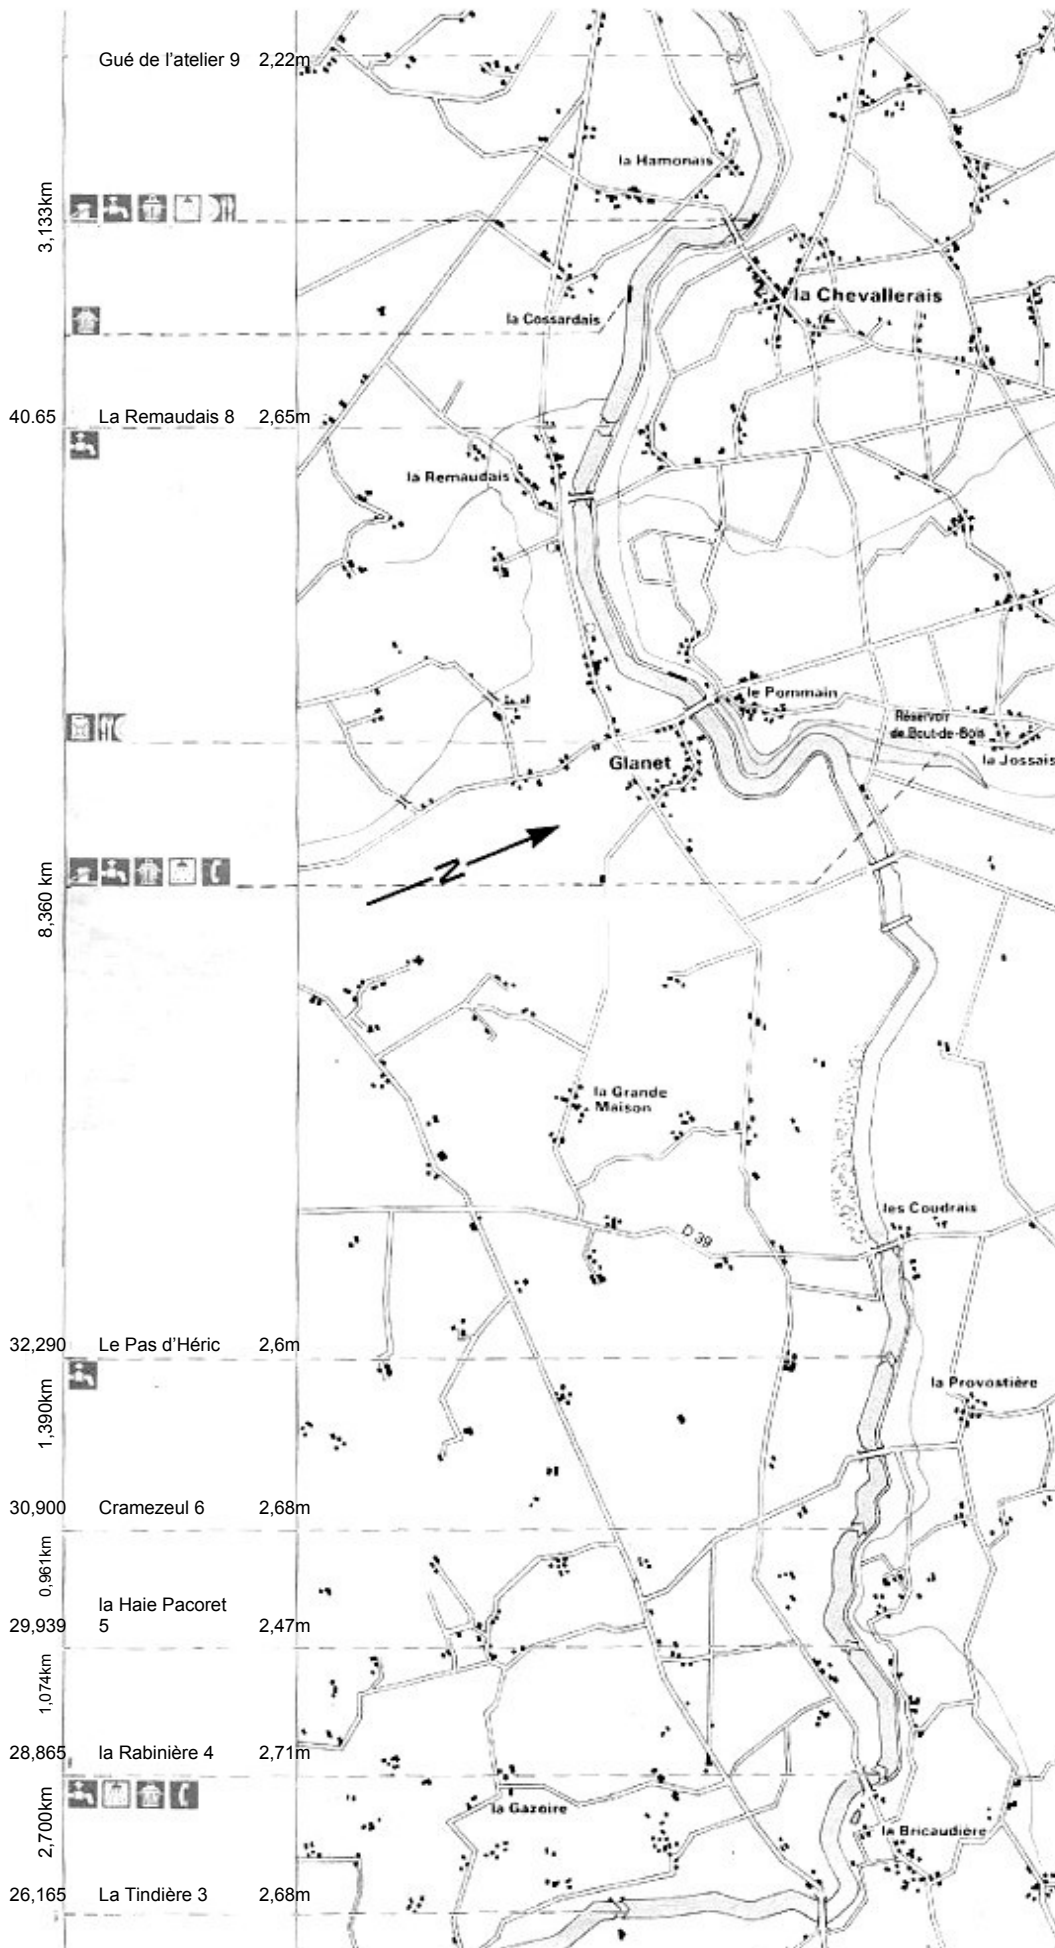 Gué de l'atelier 9 2,22m
la Hamonais
3,133km
la Chevallerais
la Cossardais
40.65 La Remaudais 8 2,65m
la Remaudais
le Pommain
Réservoir
de Bout-de-Bois
la Jossais
Glanet
N
8,360 km
la Grande
Maison
les Coudrais
D 39
32,290 Le Pas d'Héric 2,6m
la Provostière
1,390km
30,900 Cramezeul 6 2,68m
0,961km
la Haie Pacoret
29,939 5 2,47m
1,074km
28,865 la Rabinière 4 2,71m
la Gazoire
la Bricaudière
2,700km
26,165 La Tindière 3 2,68m